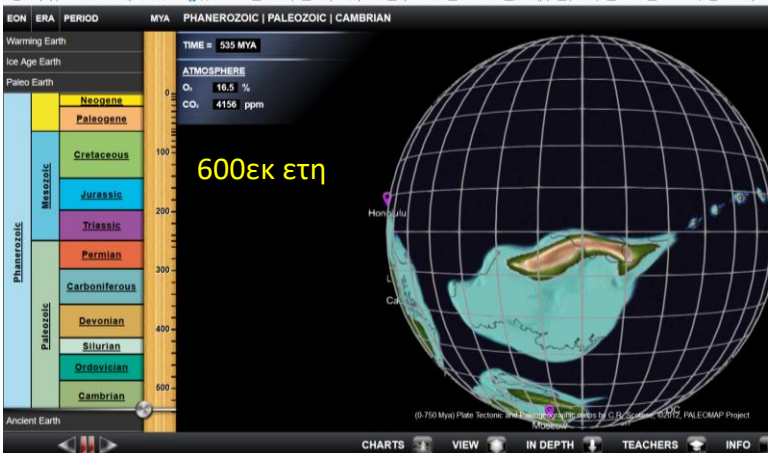 EON ERA PERIOD MYA PHANEROZOIC | PALEOZOIC | CAMBRIAN
Warming Earth
Ice Age Earth
Paleo Earth
TIME = 535 MYA
ATMOSPHERE
O₂ 16.5 %
CO₂ 4156 ppm
0
Neogene
Paleogene
100
Cretaceous
600εκ ετη
Mesozoic
Jurassic
200
Triassic
Honolulu
Phanerozoic
Permian
300
Carboniferous
Ca
Paleozoic
Devonian
400
Silurian
Ordovician
500
Cambrian
Ancient Earth
(0-750 Mya) Plate Tectonic and Paleogeographic maps by C.R. Scotese, ©2012, PALEOMAP Project
Moscow
CHARTS VIEW IN DEPTH TEACHERS INFO